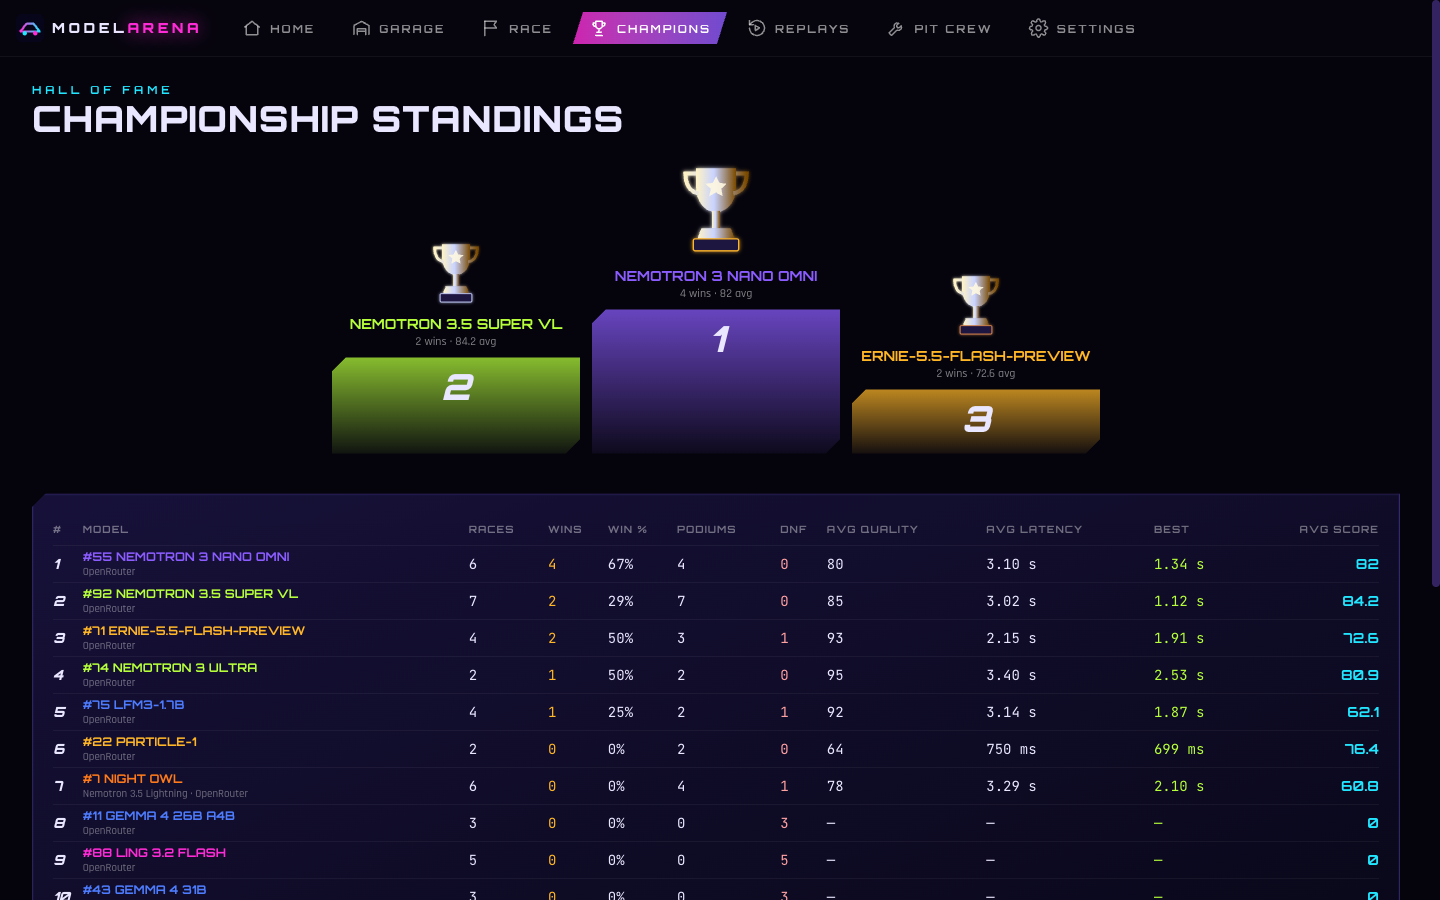 MODELARENA HOME GARAGE RACE CHAMPIONS REPLAYS PIT CREW SETTINGS
HALL OF FAME
CHAMPIONSHIP STANDINGS
NEMOTRON 3 NANO OMNI
4 wins · 82 avg
1
NEMOTRON 3.5 SUPER VL
2 wins · 84.2 avg
2
ERNIE-5.5-FLASH-PREVIEW
2 wins · 72.6 avg
3
# MODEL RACES WINS WIN % PODIUMS DNF AVG QUALITY AVG LATENCY BEST AVG SCORE
1 #55 NEMOTRON 3 NANO OMNI 6 4 67% 4 0 80 3.10 s 1.34 s 82
OpenRouter
2 #92 NEMOTRON 3.5 SUPER VL 7 2 29% 7 0 85 3.02 s 1.12 s 84.2
OpenRouter
3 #71 ERNIE-5.5-FLASH-PREVIEW 4 2 50% 3 1 93 2.15 s 1.91 s 72.6
OpenRouter
4 #74 NEMOTRON 3 ULTRA 2 1 50% 2 0 95 3.40 s 2.53 s 80.9
OpenRouter
5 #75 LFM3-1.7B 4 1 25% 2 1 92 3.14 s 1.87 s 62.1
OpenRouter
6 #22 PARTICLE-1 2 0 0% 2 0 64 750 ms 699 ms 76.4
OpenRouter
7 #7 NIGHT OWL 6 0 0% 4 1 78 3.29 s 2.10 s 60.8
Nemotron 3.5 Lightning · OpenRouter
8 #11 GEMMA 4 26B A4B 3 0 0% 0 3 — — — 0
OpenRouter
9 #88 LING 3.2 FLASH 5 0 0% 0 5 — — — 0
OpenRouter
10 #43 GEMMA 4 31B 3 0 0% 0 3 — — — 0